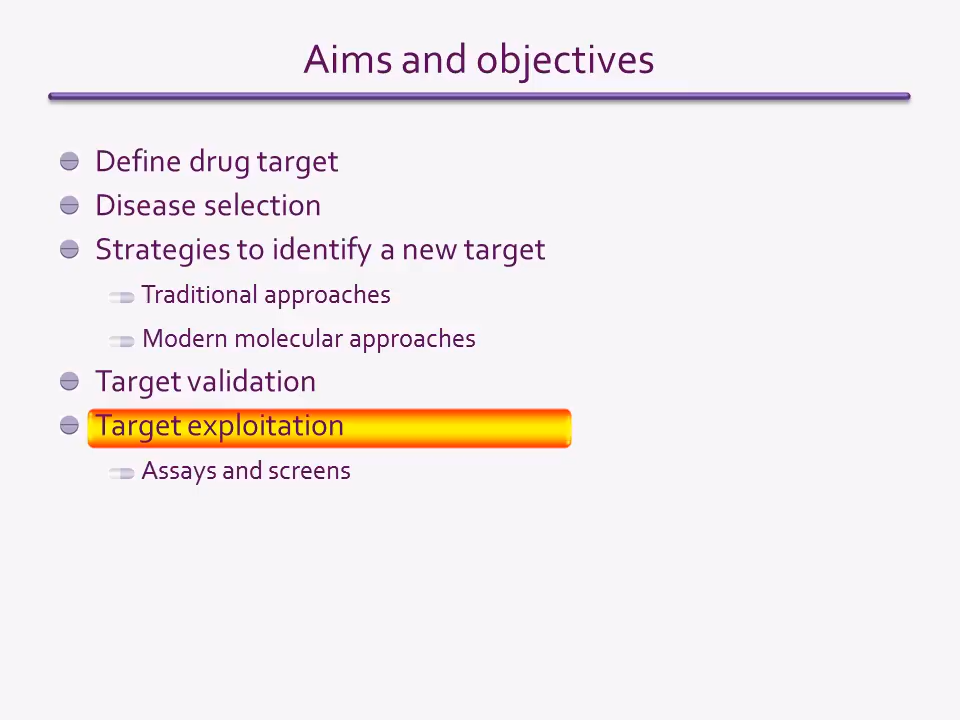 Aims and objectives
Define drug target
Disease selection
Strategies to identify a new target
Traditional approaches
Modern molecular approaches
Target validation
Target exploitation
Assays and screens